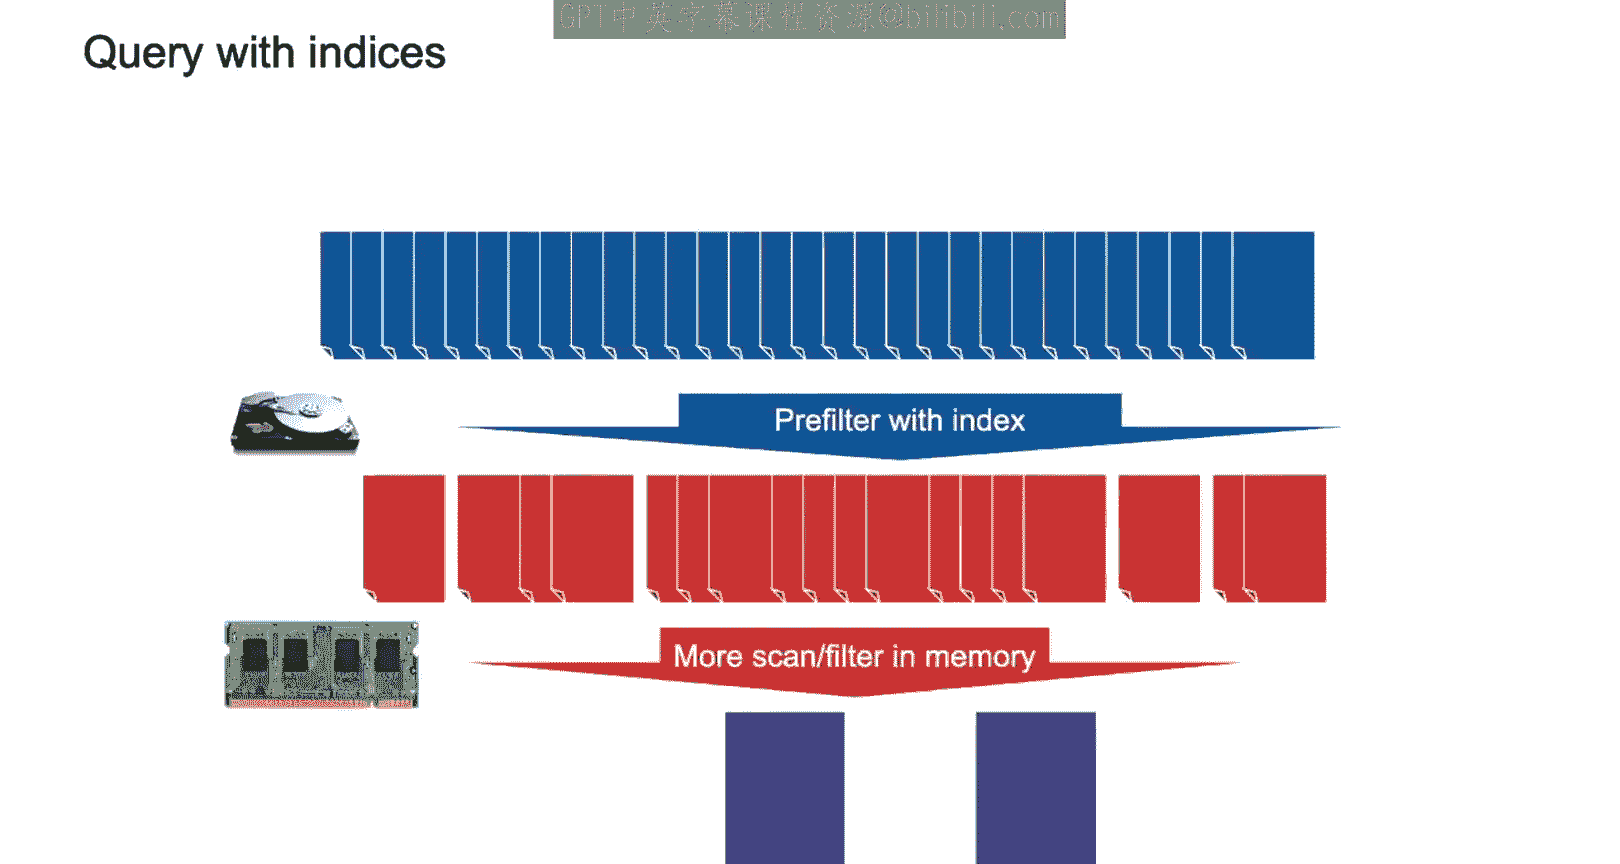 GPT中英字幕课程资源@bilibili.com
Query with indices
Prefilter with index
More scan/filter in memory